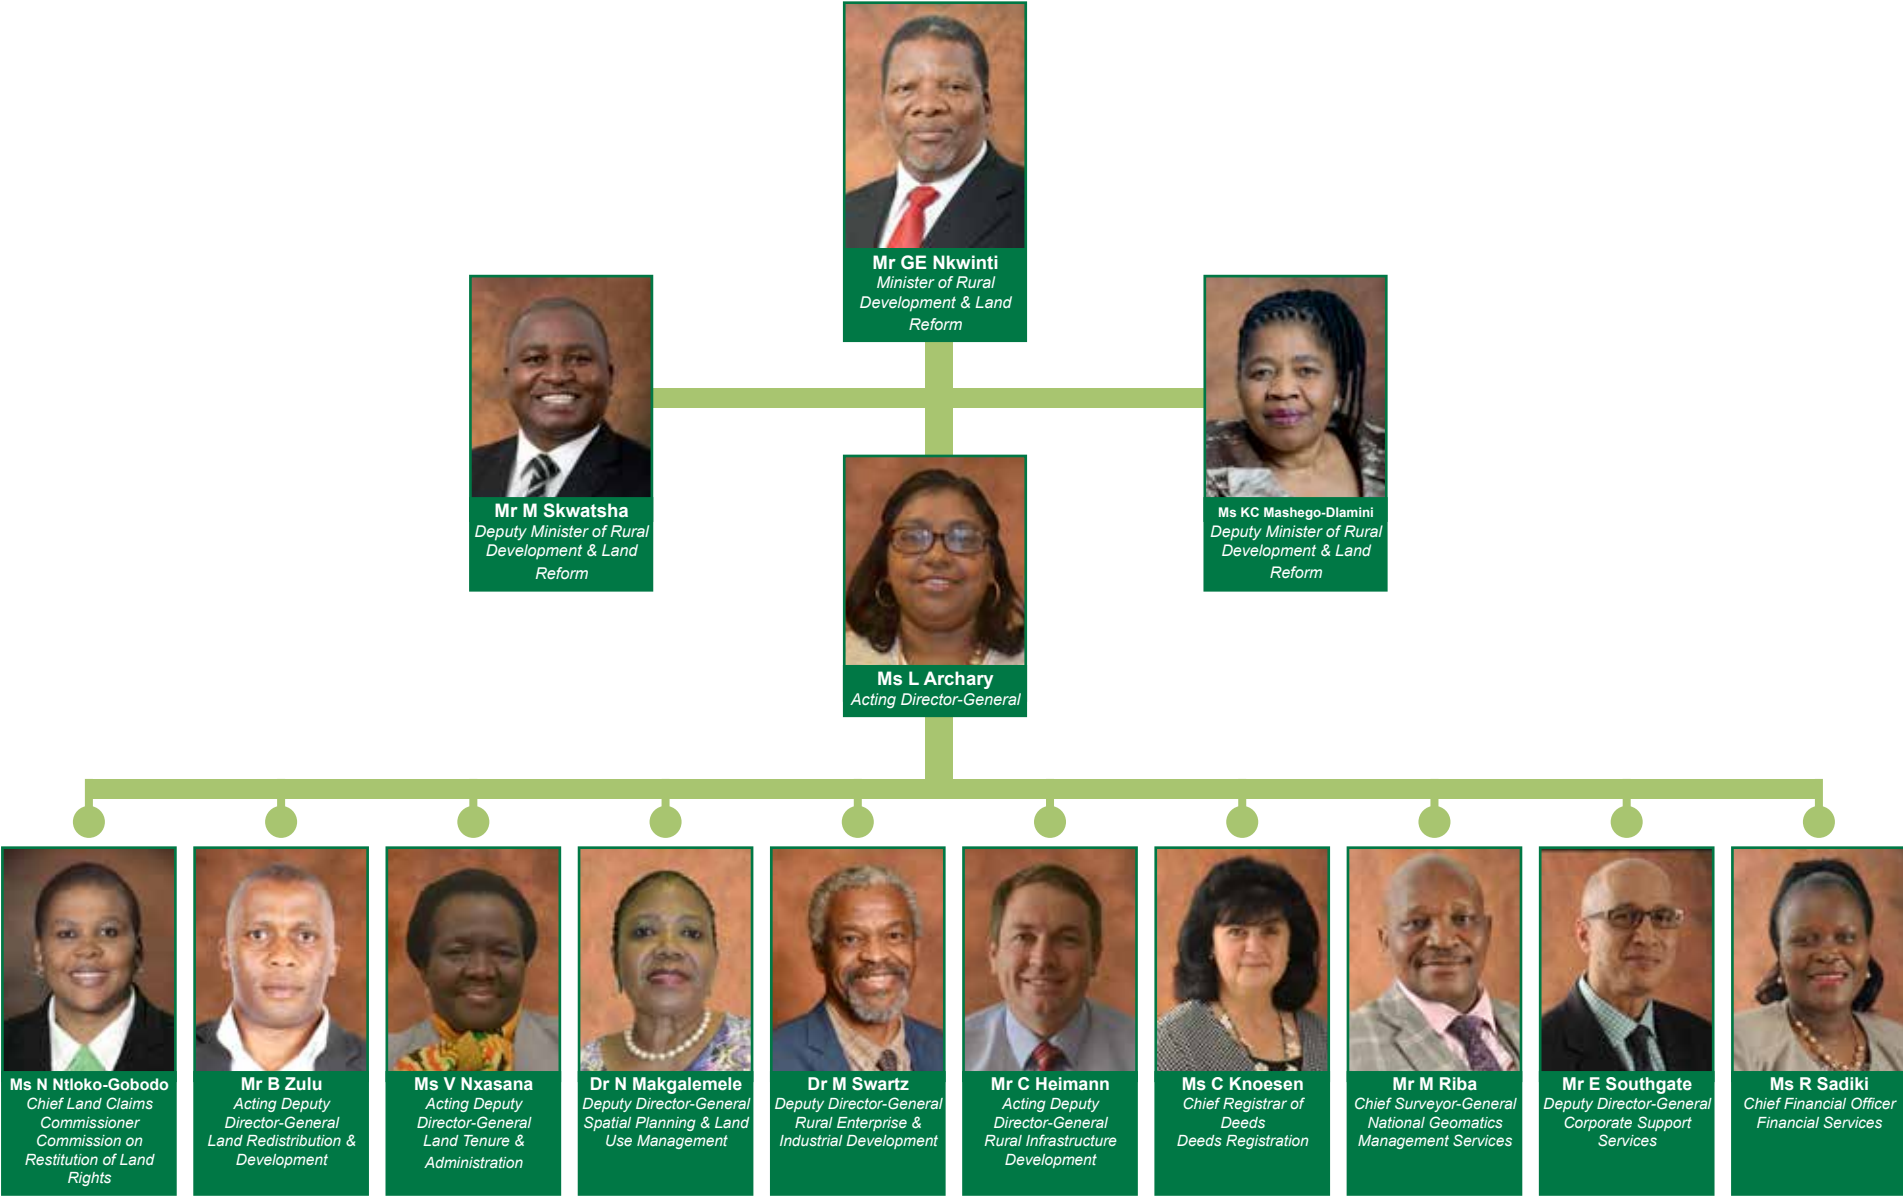 Mr GE Nkwinti
Minister of Rural
Development & Land
Reform
Mr M Skwatsha
Deputy Minister of Rural
Development & Land
Reform
Ms KC Mashego-Dlamini
Deputy Minister of Rural
Development & Land
Reform
Ms L Archary
Acting Director-General
Ms N Ntloko-Gobodo
Chief Land Claims
Commissioner
Commission on
Restitution of Land
Rights
Mr B Zulu
Acting Deputy
Director-General
Land Redistribution &
Development
Ms V Nxasana
Acting Deputy
Director-General
Land Tenure &
Administration
Dr N Makgalemele
Deputy Director-General
Spatial Planning & Land
Use Management
Dr M Swartz
Deputy Director-General
Rural Enterprise &
Industrial Development
Mr C Heimann
Acting Deputy
Director-General
Rural Infrastructure
Development
Ms C Knoesen
Chief Registrar of
Deeds
Deeds Registration
Mr M Riba
Chief Surveyor-General
National Geomatics
Management Services
Mr E Southgate
Deputy Director-General
Corporate Support
Services
Ms R Sadiki
Chief Financial Officer
Financial Services